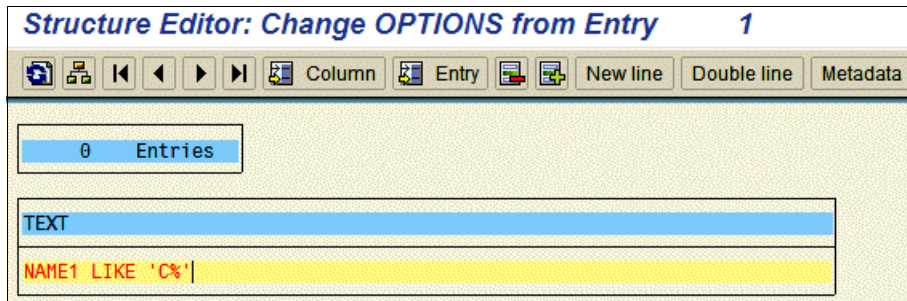 Structure Editor: Change OPTIONS from Entry 1
Column Entry New line Double line Metadata
0 Entries
TEXT
NAME1 LIKE 'C%'